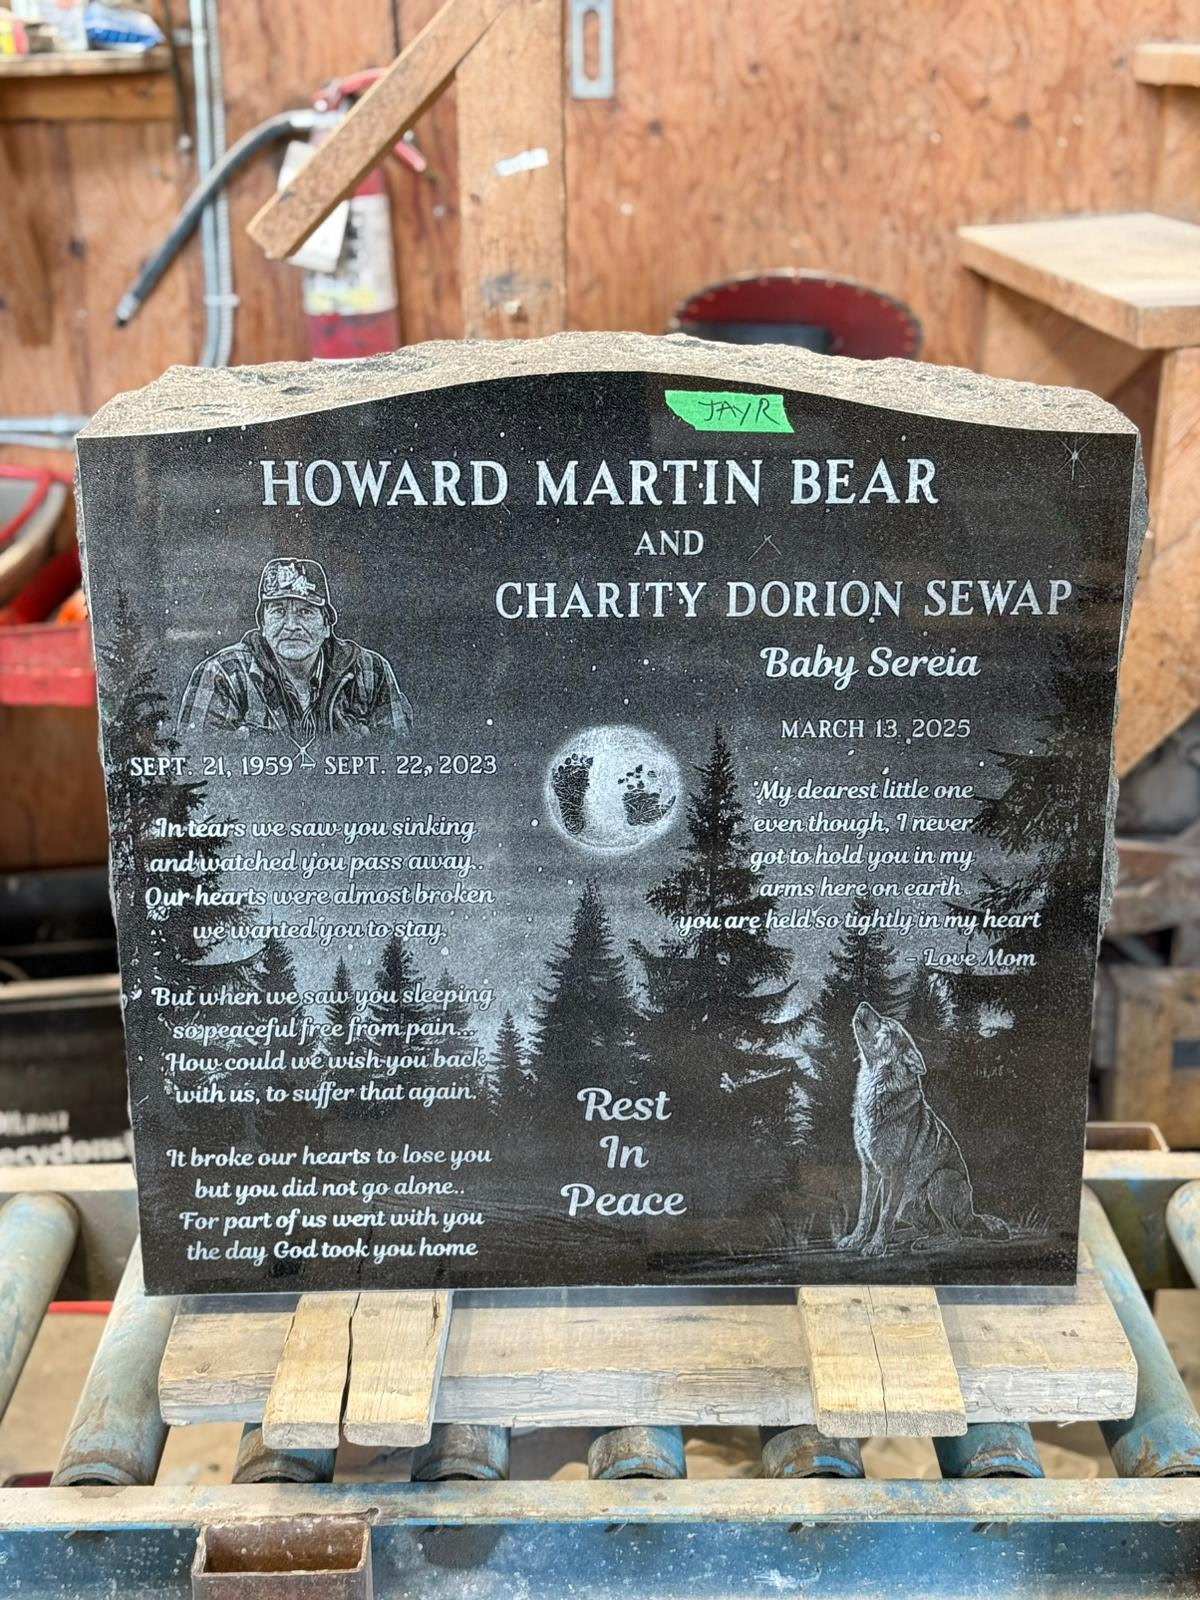 JAYR
HOWARD MARTIN BEAR
AND
CHARITY DORION SEWAP
Baby Sereia
MARCH 13, 2025
SEPT. 21, 1959 – SEPT. 22, 2023
In tears we saw you sinking
and watched you pass away..
Our hearts were almost broken
we wanted you to stay.
But when we saw you sleeping
so peaceful free from pain...
How could we wish you back
with us, to suffer that again.
It broke our hearts to lose you
but you did not go alone..
For part of us went with you
the day God took you home
My dearest little one
even though, I never
got to hold you in my
arms here on earth
you are held so tightly in my heart
- Love Mom
Rest
In
Peace